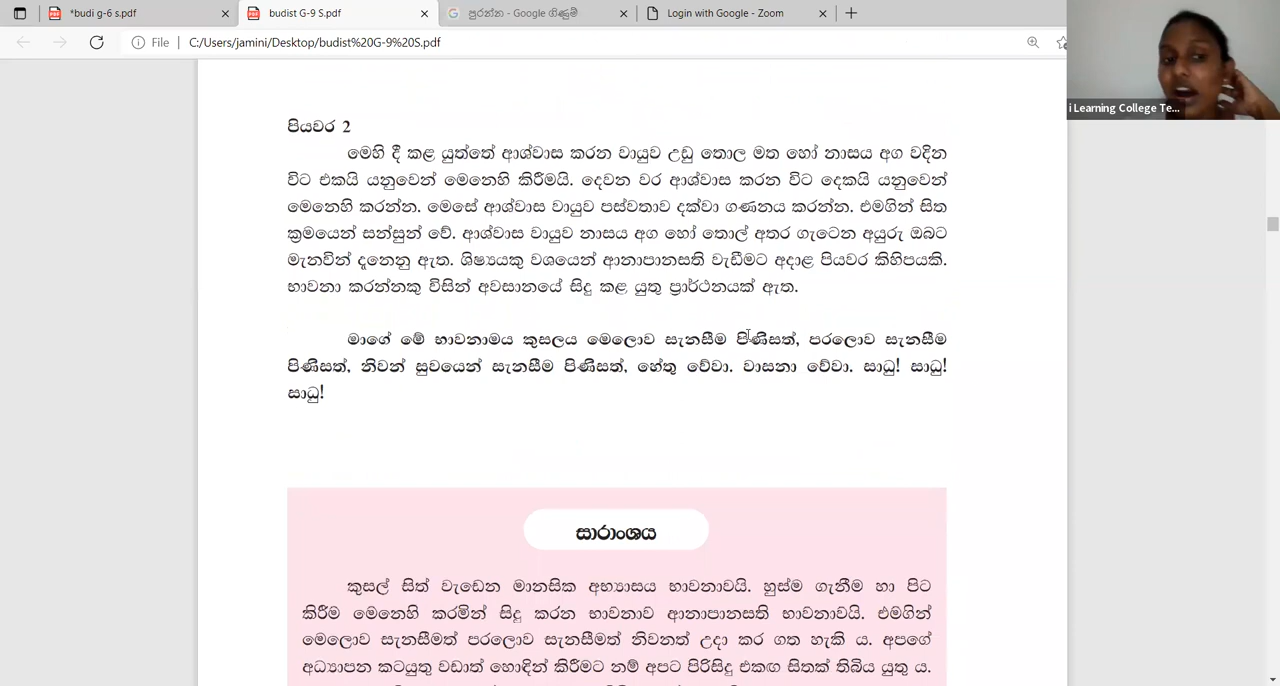 *budi g-6 s.pdf
budist G-9 S.pdf
පුරන්න - Google ගිණුම්
Login with Google - Zoom
File
C:/Users/jamini/Desktop/budist%20G-9%20S.pdf
i Learning College Te...
පියවර 2
මෙහි දී කළ යුත්තේ ආශ්වාස කරන වායුව උඩු තොල මත හෝ නාසය අග වදින
විට එකයි යනුවෙන් මෙනෙහි කිරීමයි. දෙවන වර ආශ්වාස කරන විට දෙකයි යනුවෙන්
මෙනෙහි කරන්න. මෙසේ ආශ්වාස වායුව පස්වතාව දක්වා ගණනය කරන්න. එමගින් සිත
ක්‍රමයෙන් සන්සුන් වේ. ආශ්වාස වායුව නාසය අග හෝ තොල් අතර ගැටෙන අයුරු ඔබට
මැනවින් දැනෙනු ඇත. ශිෂ්‍යයකු වශයෙන් ආනාපානසති වැඩීමට අදාළ පියවර කිහිපයකි.
භාවනා කරන්නකු විසින් අවසානයේ සිදු කළ යුතු ප්‍රාර්ථනයක් ඇත.
මාගේ මේ භාවනාමය කුසලය මෙලොව සැනසීම පිණිසත්, පරලොව සැනසීම
පිණිසත්, නිවන් සුවයෙන් සැනසීම පිණිසත්, හේතු වේවා. වාසනා වේවා. සාධු! සාධු!
සාධු!
සාරාංශය
කුසල් සිත් වැඩෙන මානසික අභ්‍යාසය භාවනාවයි. හුස්ම ගැනීම හා පිට
කිරීම මෙනෙහි කරමින් සිදු කරන භාවනාව ආනාපානසති භාවනාවයි. එමගින්
මෙලොව සැනසීමත් පරලොව සැනසීමත් නිවනත් උදා කර ගත හැකි ය. අපගේ
අධ්‍යාපන කටයුතු වඩාත් හොඳින් කිරීමට නම් අපට පිරිසිදු එකඟ සිතක් තිබිය යුතු ය.